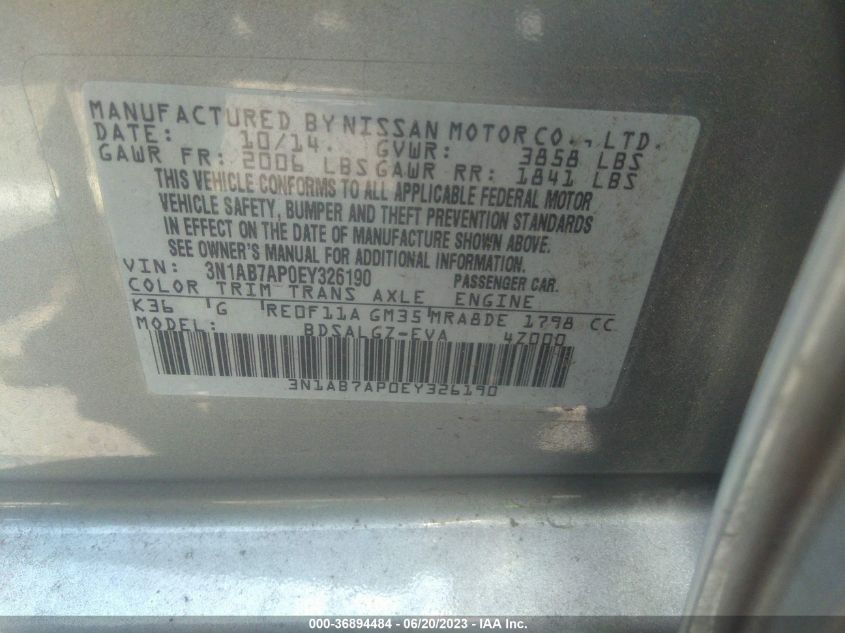 MANUFACTURED BY NISSAN MOTOR CO., LTD.
DATE: 10/14. GVWR: 3858 LBS
GAWR FR: 2006 LBS GAWR RR: 1841 LBS
THIS VEHICLE CONFORMS TO ALL APPLICABLE FEDERAL MOTOR
VEHICLE SAFETY, BUMPER AND THEFT PREVENTION STANDARDS
IN EFFECT ON THE DATE OF MANUFACTURE SHOWN ABOVE.
SEE OWNER'S MANUAL FOR ADDITIONAL INFORMATION.
VIN: 3N1AB7AP0EY326190 PASSENGER CAR.
COLOR TRIM TRANS AXLE ENGINE
K36 G RE0F11A GM35 MRA8DE 1798 CC
MODEL: BDSALGZ-EVA 4Z000
3N1AB7AP0EY326190
000-36894484 - 06/20/2023 - IAA Inc.